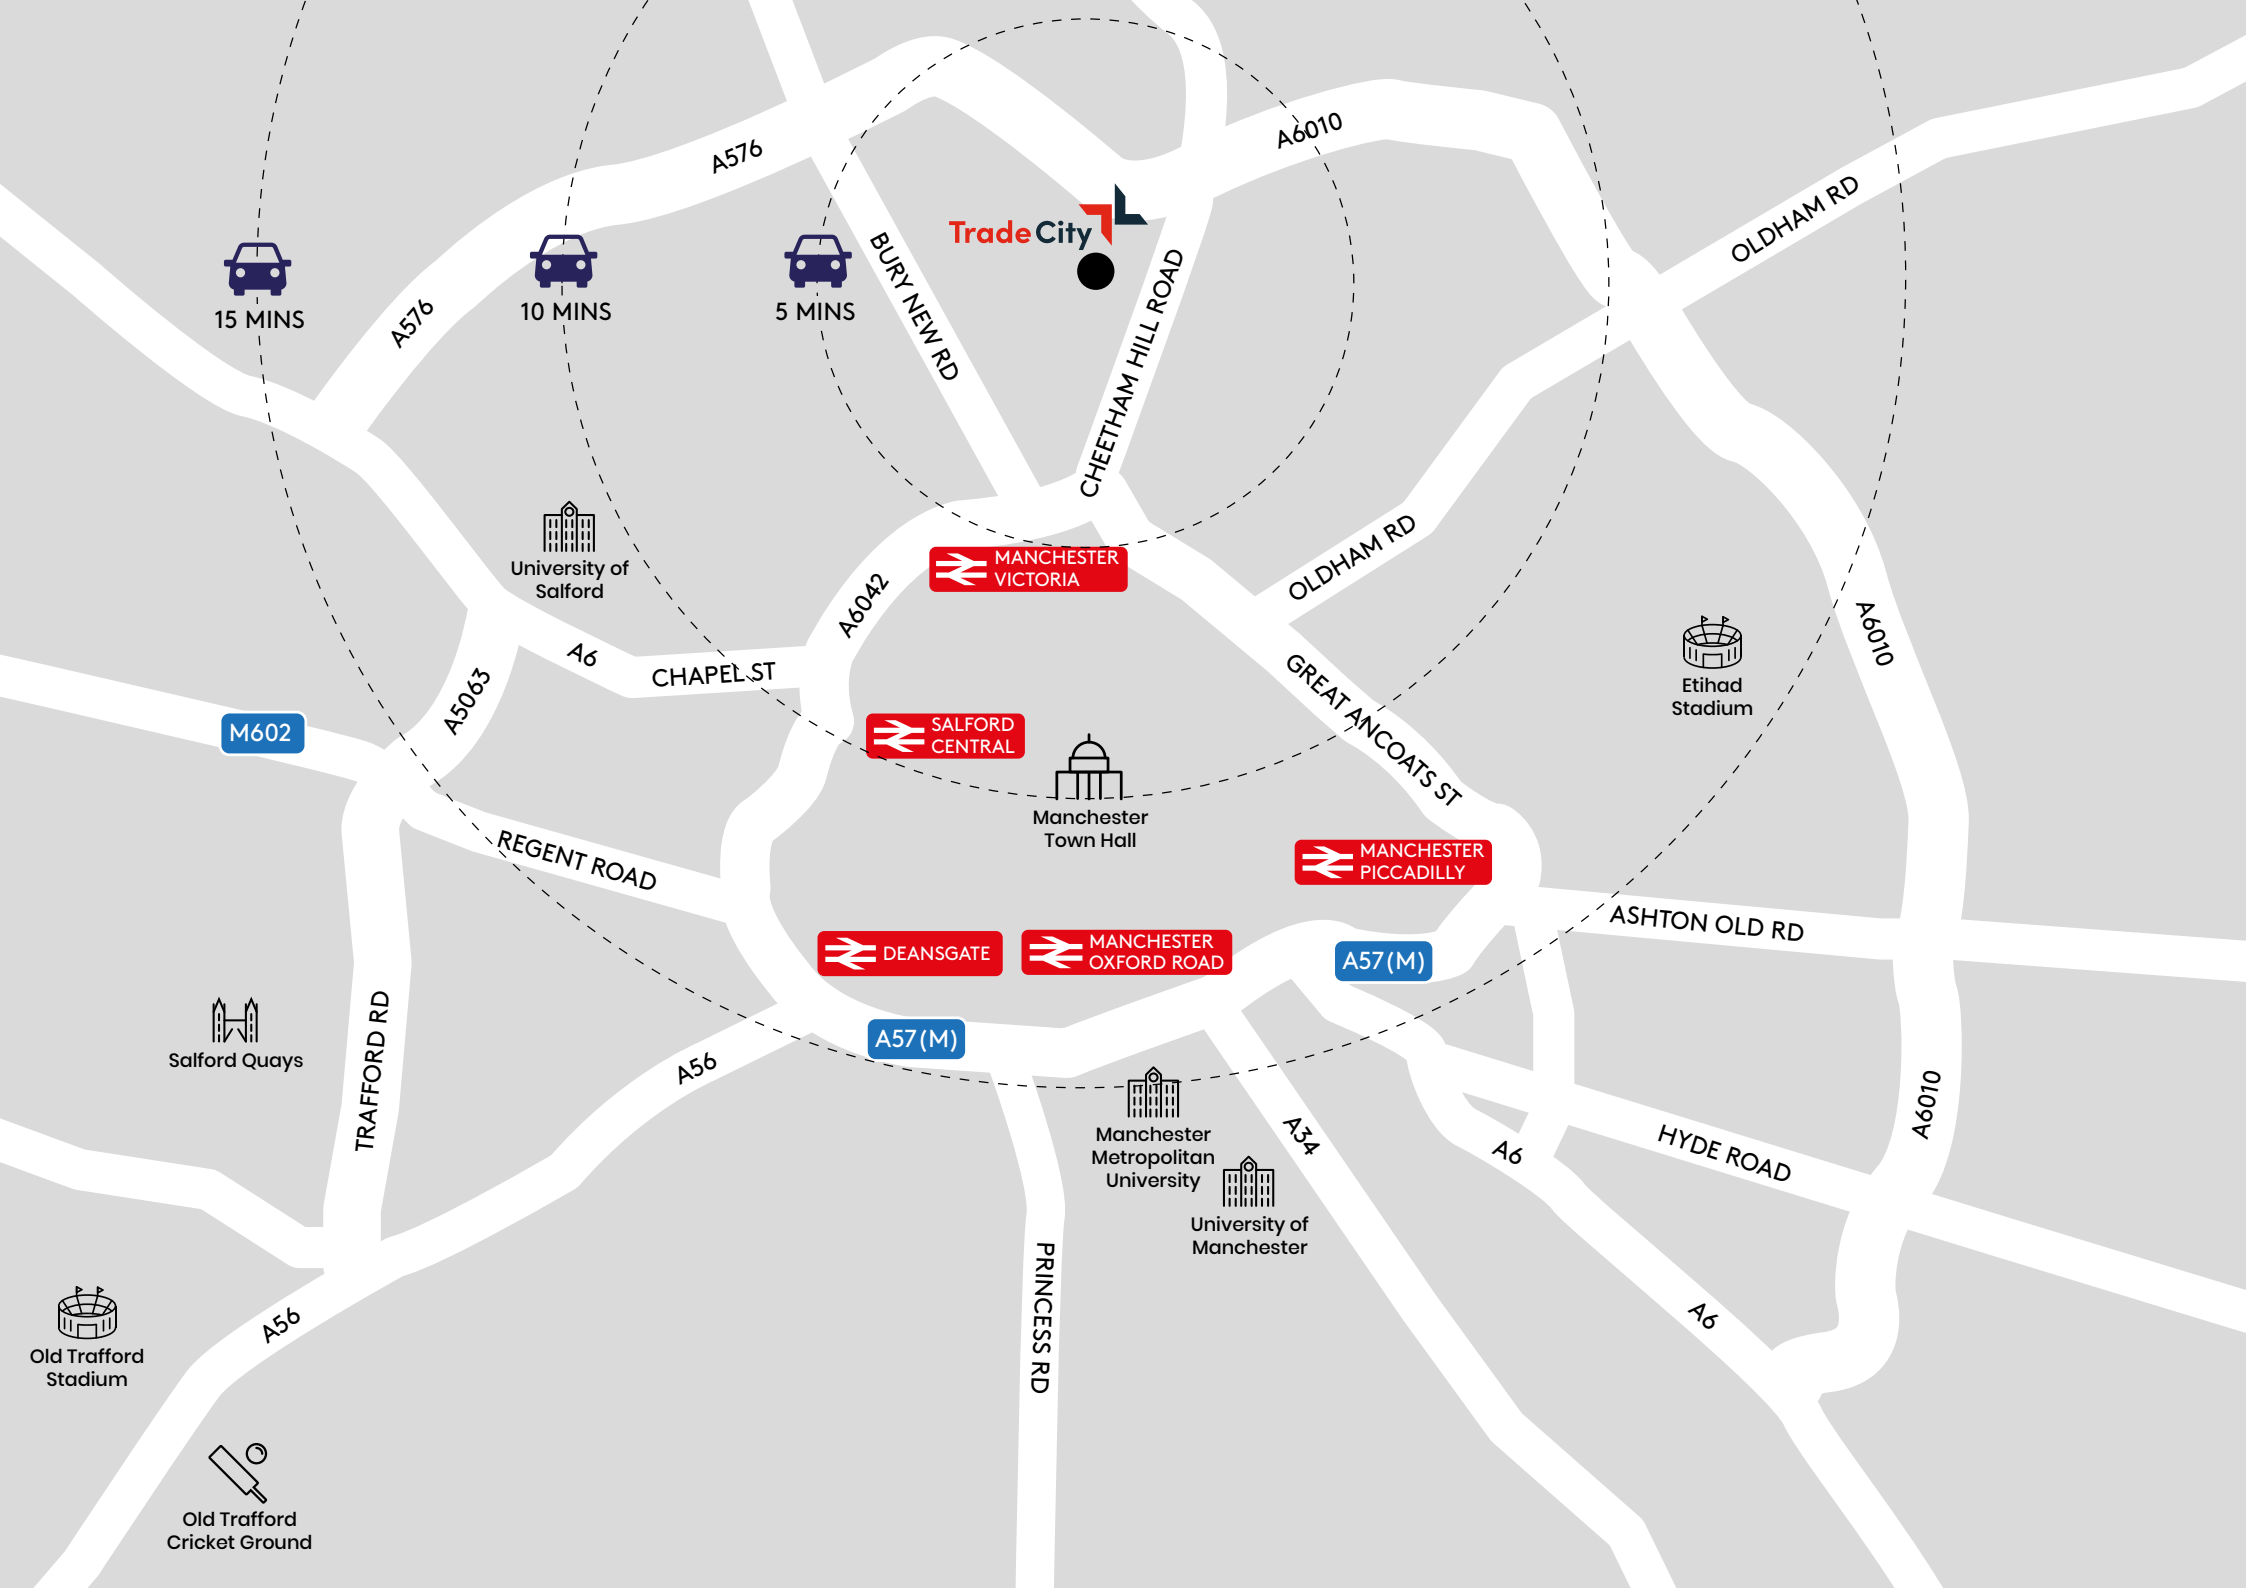 A576
A6010
OLDHAM RD
Trade City
BURY NEW RD
CHEETHAM HILL ROAD
15 MINS
10 MINS
5 MINS
A576
University of
Salford
MANCHESTER
VICTORIA
OLDHAM RD
A6042
A6
CHAPEL ST
A5063
M602
SALFORD
CENTRAL
GREAT ANCOATS ST
Etihad
Stadium
A6010
Manchester
Town Hall
REGENT ROAD
MANCHESTER
PICCADILLY
ASHTON OLD RD
DEANSGATE
MANCHESTER
OXFORD ROAD
A57(M)
A57(M)
Salford Quays
TRAFFORD RD
A56
Manchester
Metropolitan
University
A34
A6
HYDE ROAD
A6010
University of
Manchester
PRINCESS RD
A6
A56
Old Trafford
Stadium
Old Trafford
Cricket Ground